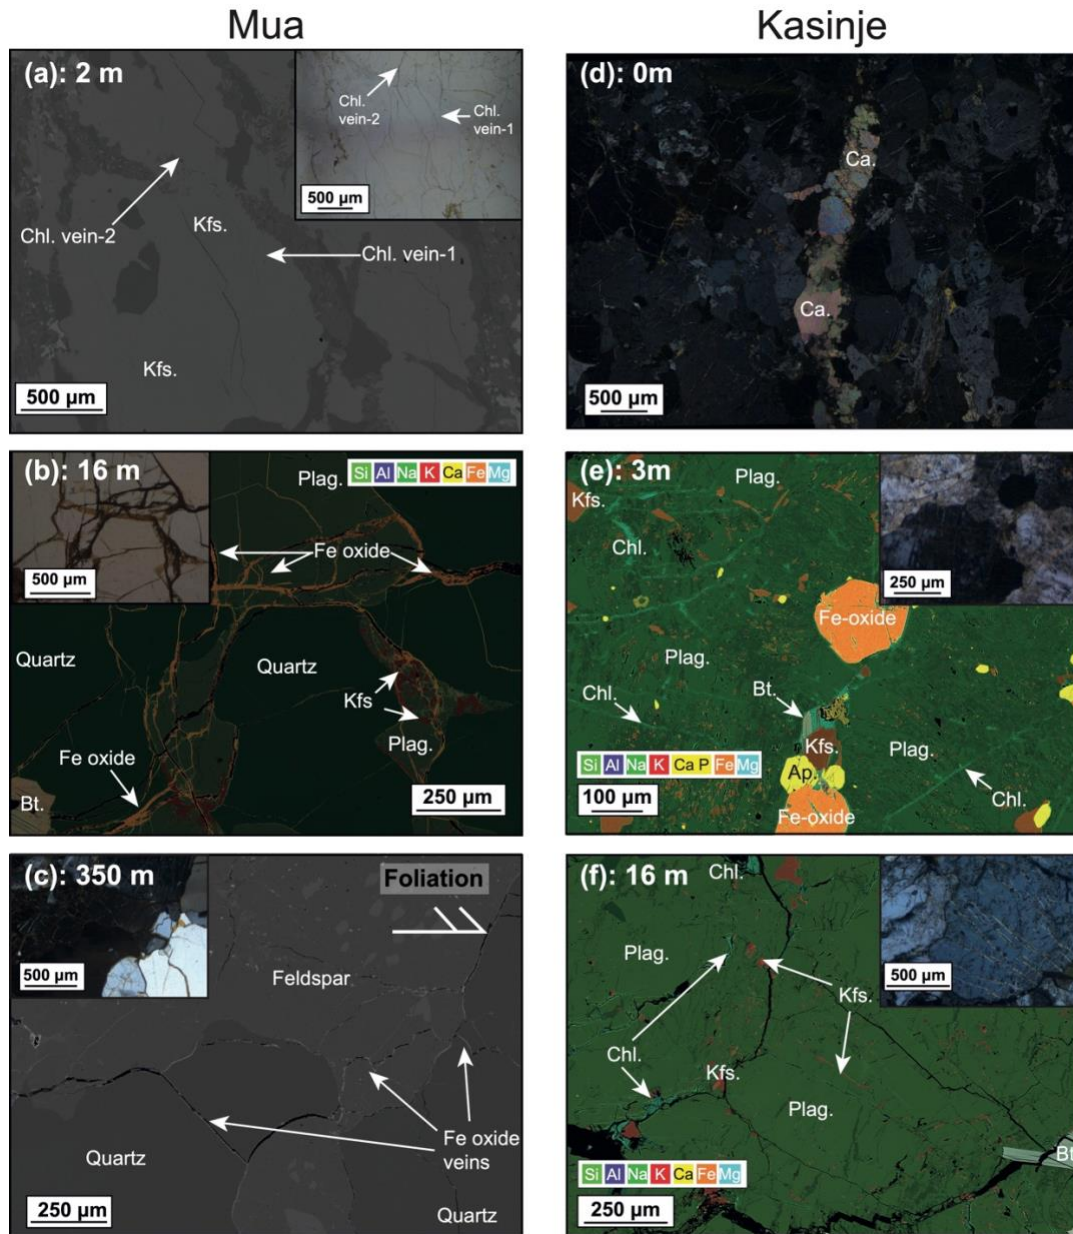 Mua
Kasinje
(a): 2 m
Chl.
vein-2
Chl.
vein-1
500 µm
Kfs.
Chl. vein-2
Chl. vein-1
Kfs.
500 µm
(b): 16 m
Plag.
Si Al Na K Ca Fe Mg
500 µm
Fe oxide
Quartz
Quartz
Kfs
Plag.
Fe oxide
Bt.
250 µm
(c): 350 m
Foliation
500 µm
Feldspar
Fe oxide
veins
Quartz
250 µm
Quartz
(d): 0m
Ca.
Ca.
500 µm
(e): 3m
Plag.
Kfs.
Chl.
250 µm
Fe-oxide
Plag.
Bt.
Chl.
Kfs.
Plag.
Si Al Na K Ca P Fe Mg
Ap.
Chl.
100 µm
Fe-oxide
(f): 16 m
Chl.
Plag.
500 µm
Kfs.
Chl.
Kfs.
Plag.
Bt.
Si Al Na K Ca Fe Mg
250 µm